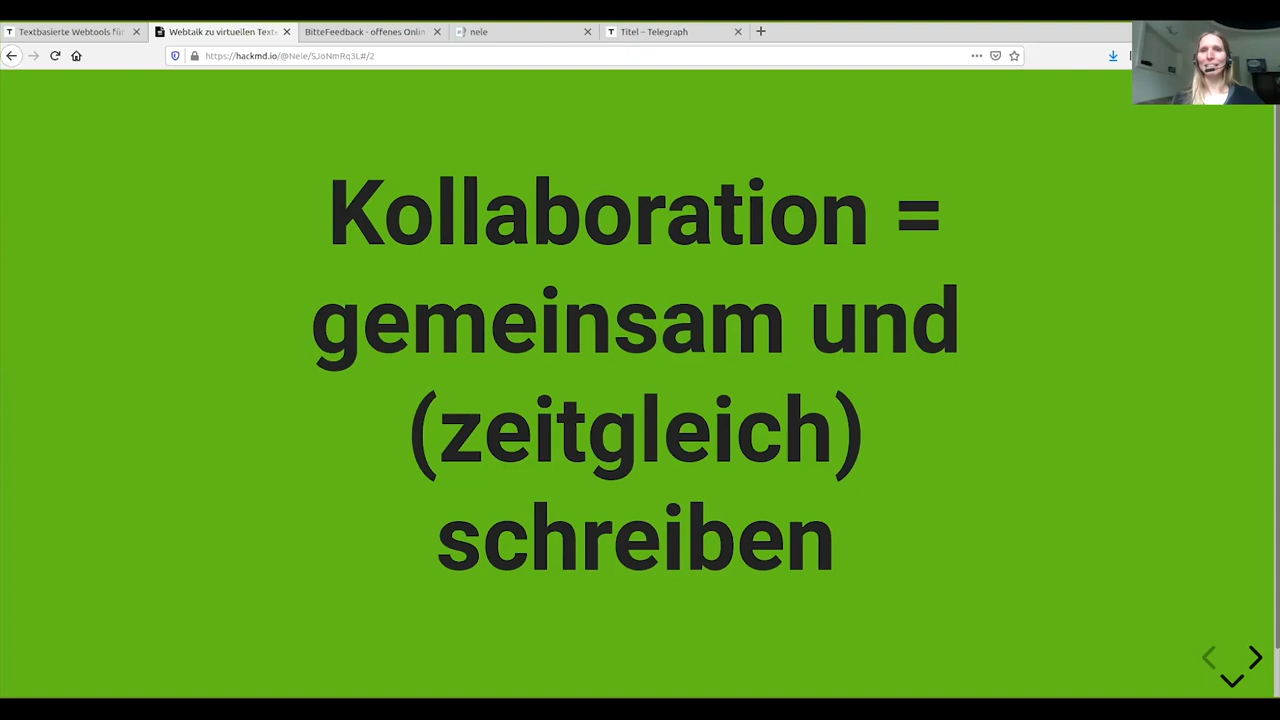 Textbasierte Webtools für
Webtalk zu virtuellen Text
BitteFeedback - offenes Onlin
nele
Titel – Telegraph
https://hackmd.io/@Nele/SJoNmRq3L#/2
Kollaboration =
gemeinsam und
(zeitgleich)
schreiben